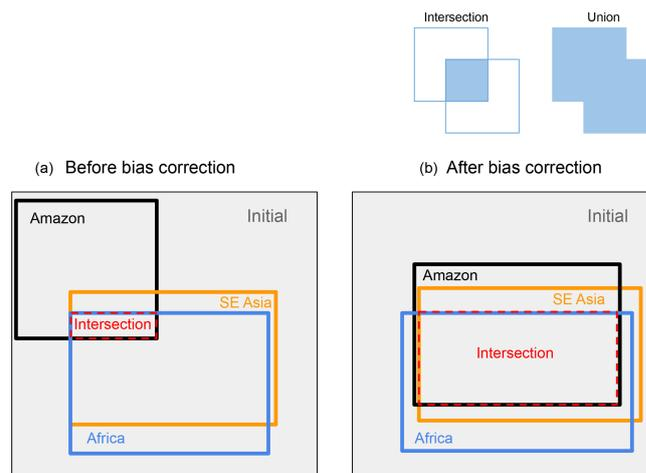 Intersection Union
(a) Before bias correction
Amazon Initial
SE Asia
Intersection
Africa
(b) After bias correction
Initial
Amazon
SE Asia
Intersection
Africa